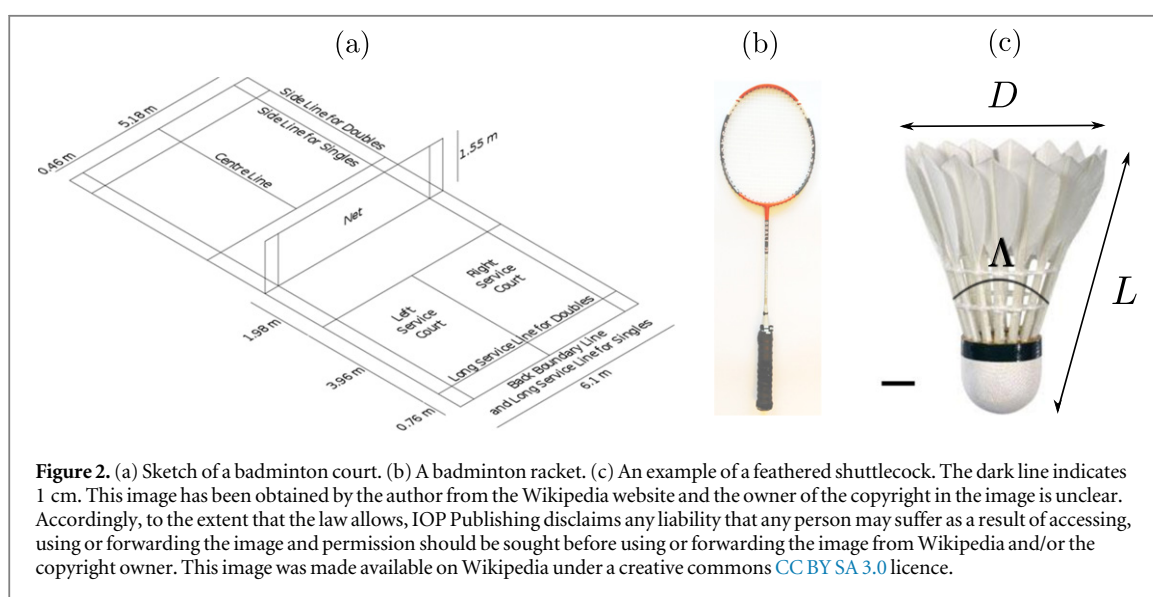 (a)
(b)
(c)
D
5.18 m
0.46 m
Side Line for Doubles
Side Line for Singles
Centre Line
1.55 m
Net
Λ
L
Right
Service
Court
Left
Service
Court
1.98 m
3.96 m
0.76 m
Long Service Line for Doubles
Back Boundary Line
and Long Service Line for Singles
6.1 m
Figure 2. (a) Sketch of a badminton court. (b) A badminton racket. (c) An example of a feathered shuttlecock. The dark line indicates
1 cm. This image has been obtained by the author from the Wikipedia website and the owner of the copyright in the image is unclear.
Accordingly, to the extent that the law allows, IOP Publishing disclaims any liability that any person may suffer as a result of accessing,
using or forwarding the image and permission should be sought before using or forwarding the image from Wikipedia and/or the
copyright owner. This image was made available on Wikipedia under a creative commons CC BY SA 3.0 licence.